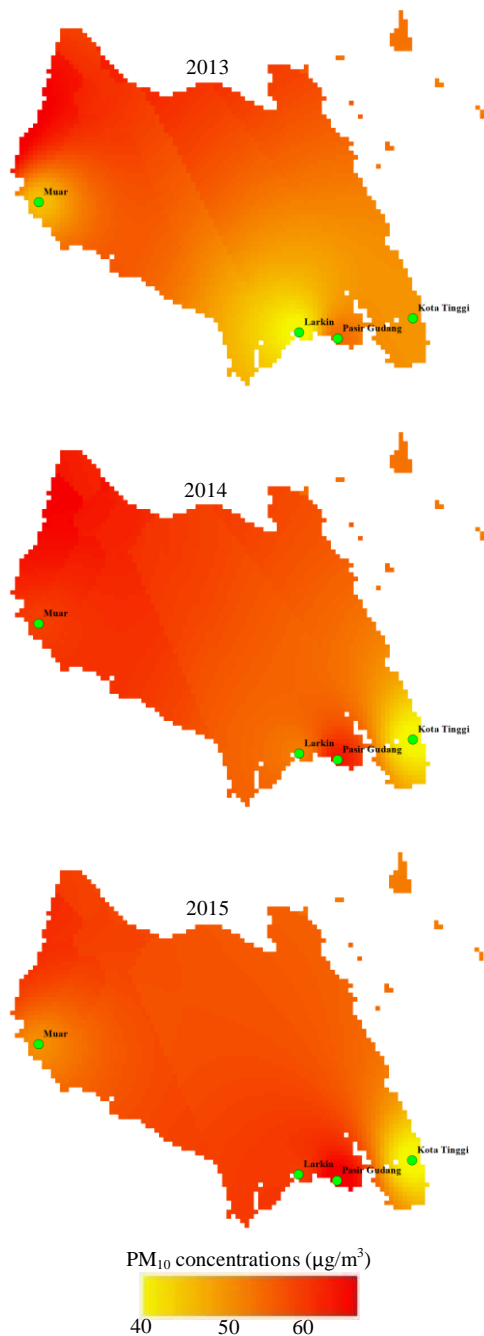 2013
Muar
Larkin
Pasir Gudang
Kota Tinggi
2014
Muar
Larkin
Pasir Gudang
Kota Tinggi
2015
Muar
Larkin
Pasir Gudang
Kota Tinggi
PM₁₀ concentrations (µg/m³)
40 50 60